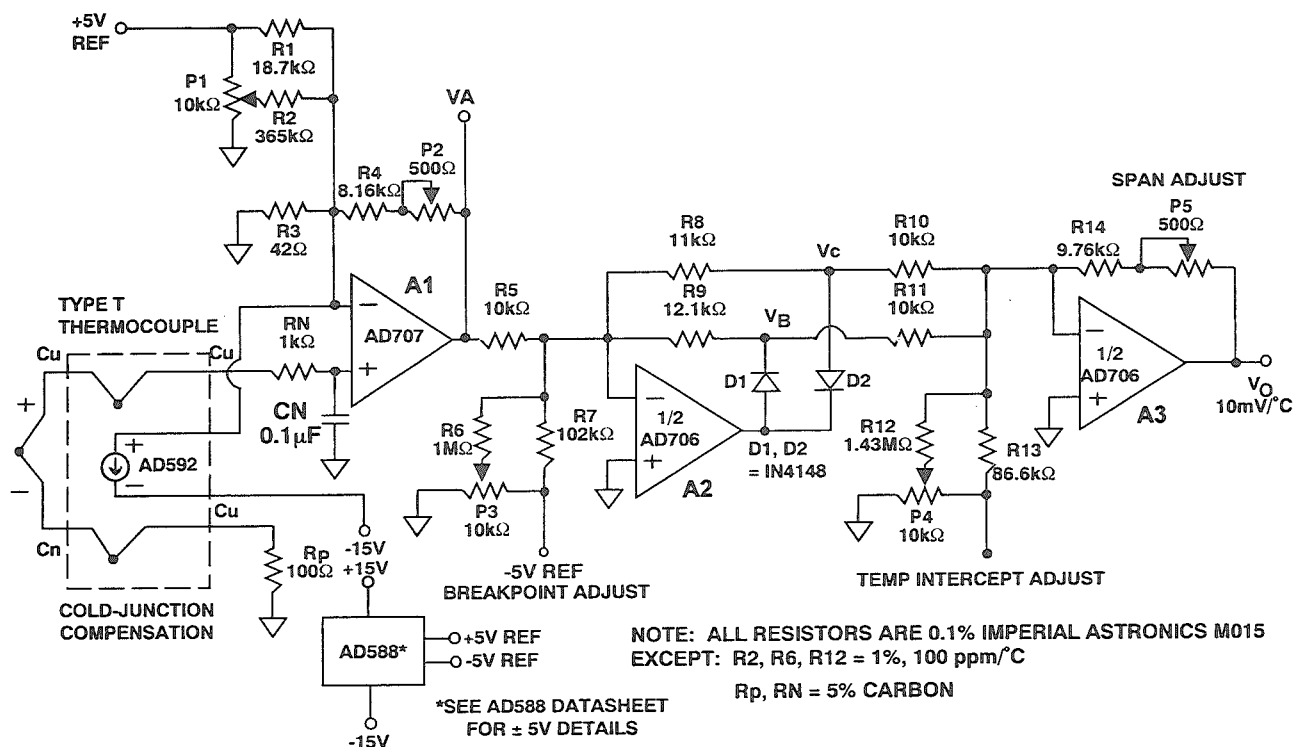 +5V
REF
R1
18.7kΩ
P1
10kΩ
R2
365kΩ
VA
R4
8.16kΩ
P2
500Ω
R3
42Ω
SPAN ADJUST
P5
500Ω
R14
9.76kΩ
R8
11kΩ
Vc
R10
10kΩ
R9
12.1kΩ
VB
R11
10kΩ
TYPE T
THERMOCOUPLE
A1
AD707
R5
10kΩ
RN
1kΩ
Cu
Cu
CN
0.1μF
AD592
Cu
Cn
Rp
100Ω
-15V
+15V
R6
1MΩ
R7
102kΩ
P3
10kΩ
-5V REF
BREAKPOINT ADJUST
1/2
AD706
A2
D1
D2
D1, D2
= IN4148
R12
1.43MΩ
R13
86.6kΩ
P4
10kΩ
TEMP INTERCEPT ADJUST
1/2
AD706
A3
VO
10mV/°C
COLD-JUNCTION
COMPENSATION
AD588*
+5V REF
-5V REF
-15V
*SEE AD588 DATASHEET
FOR ± 5V DETAILS
NOTE: ALL RESISTORS ARE 0.1% IMPERIAL ASTRONICS M015
EXCEPT: R2, R6, R12 = 1%, 100 ppm/°C
Rp, RN = 5% CARBON